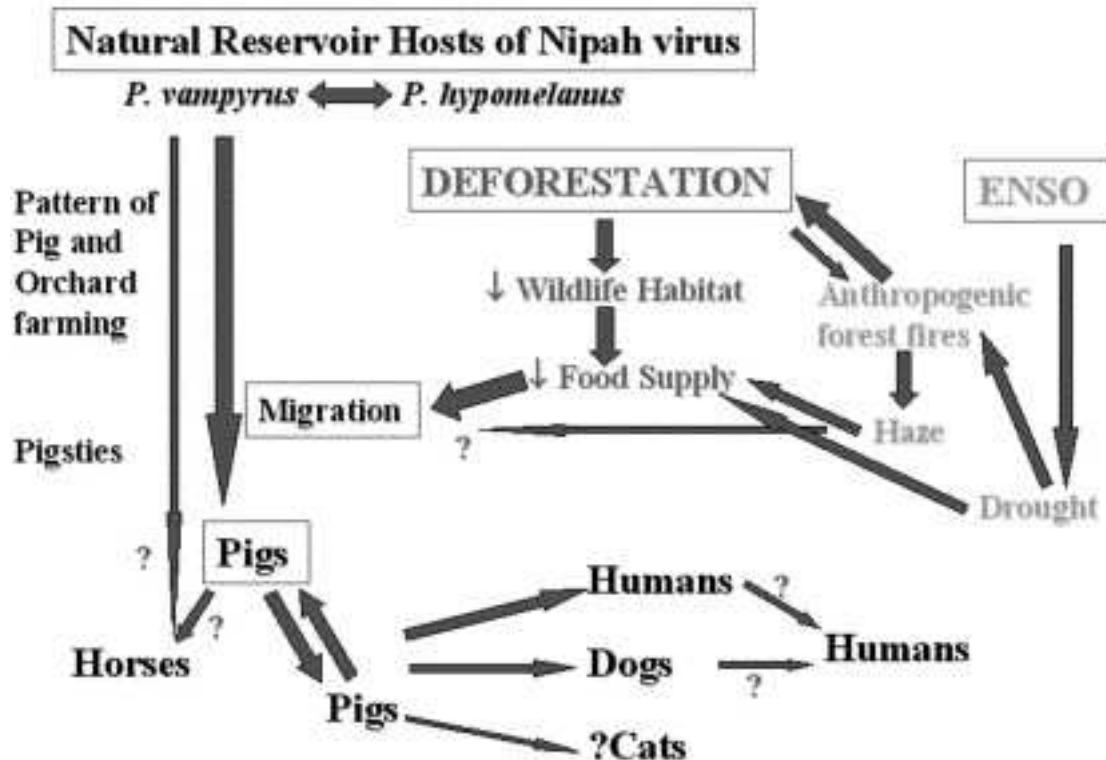 Natural Reservoir Hosts of Nipah virus
P. vampyrus
P. hypomelanus
DEFORESTATION
ENSO
Pattern of
Pig and
Orchard
farming
↓ Wildlife Habitat
Anthropogenic
forest fires
↓ Food Supply
Migration
?
Haze
Pigsties
Drought
?
Pigs
?
Humans
?
Horses
Dogs
?
Humans
Pigs
?Cats